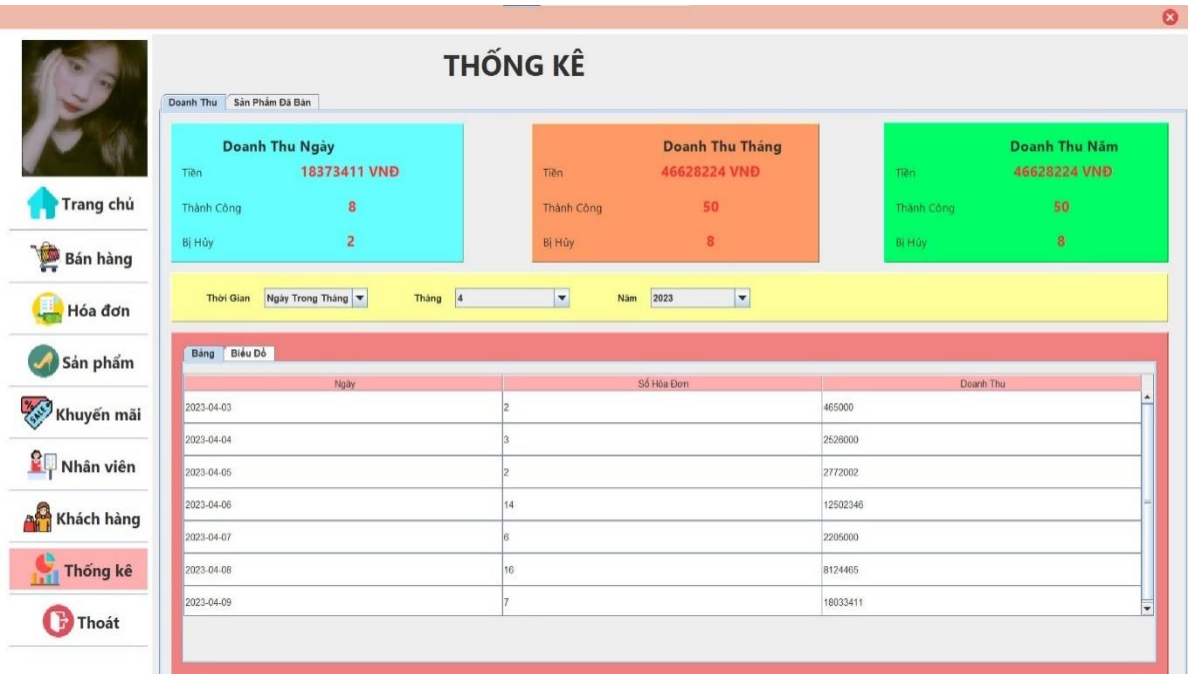 THỐNG KÊ
Doanh Thu Sản Phẩm Đã Bán
Doanh Thu Ngày
Tiền 18373411 VNĐ
Thành Công 8
Bị Hủy 2
Doanh Thu Tháng
Tiền 46628224 VNĐ
Thành Công 50
Bị Hủy 8
Doanh Thu Năm
Tiền 46628224 VNĐ
Thành Công 50
Bị Hủy 8
Trang chủ
Bán hàng
Hóa đơn
Sản phẩm
SALE
Khuyến mãi
Nhân viên
Khách hàng
Thống kê
Thoát
Thời Gian Ngày Trong Tháng Tháng 4 Năm 2023
Bảng Biểu Đồ
Ngày Số Hóa Đơn Doanh Thu
2023-04-03 2 465000
2023-04-04 3 2526000
2023-04-05 2 2772002
2023-04-06 14 12502346
2023-04-07 6 2205000
2023-04-08 16 8124465
2023-04-09 7 18033411